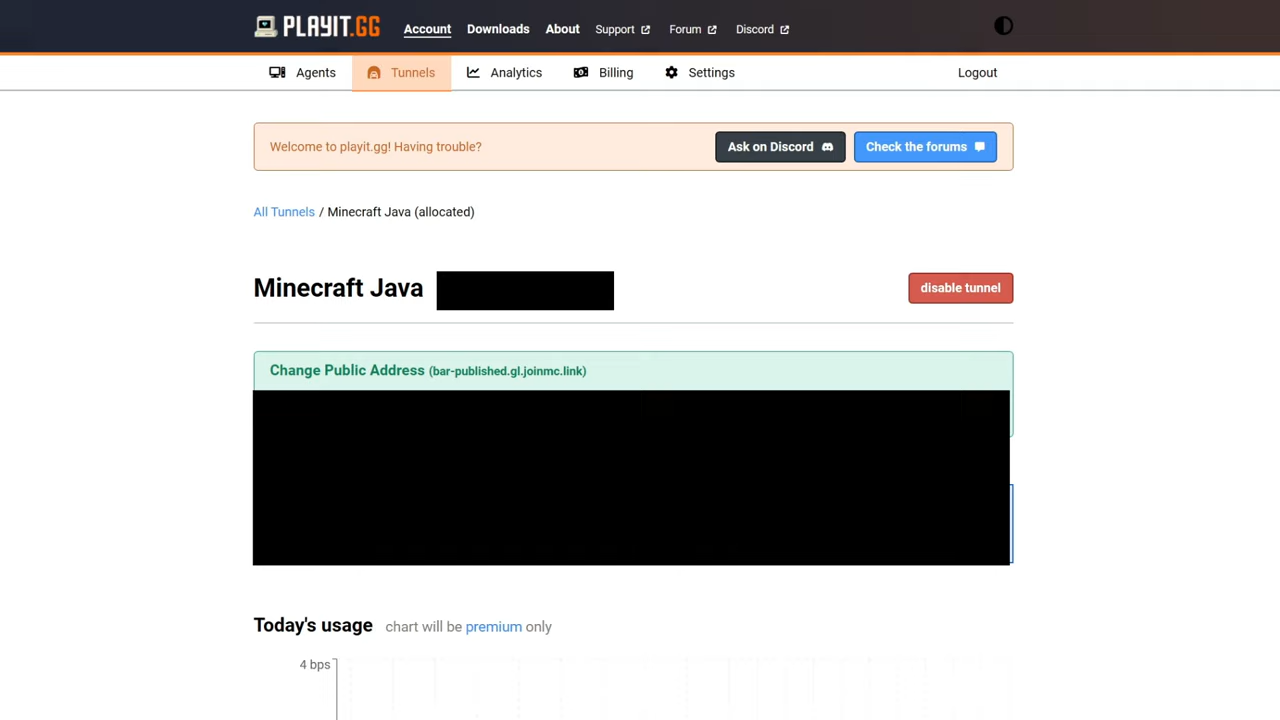 PLAYIT.GG Account Downloads About Support Forum Discord
Agents Tunnels Analytics Billing Settings Logout
Welcome to playit.gg! Having trouble? Ask on Discord Check the forums
All Tunnels / Minecraft Java (allocated)
Minecraft Java disable tunnel
Change Public Address (bar-published.gl.joinmc.link)
Today's usage chart will be premium only
4 bps